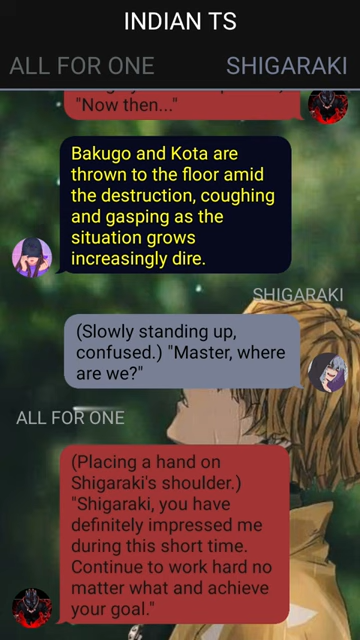 INDIAN TS
ALL FOR ONE
SHIGARAKI
"Now then..."
Bakugo and Kota are
thrown to the floor amid
the destruction, coughing
and gasping as the
situation grows
increasingly dire.
SHIGARAKI
(Slowly standing up,
confused.) "Master, where
are we?"
ALL FOR ONE
(Placing a hand on
Shigaraki's shoulder.)
"Shigaraki, you have
definitely impressed me
during this short time.
Continue to work hard no
matter what and achieve
your goal."